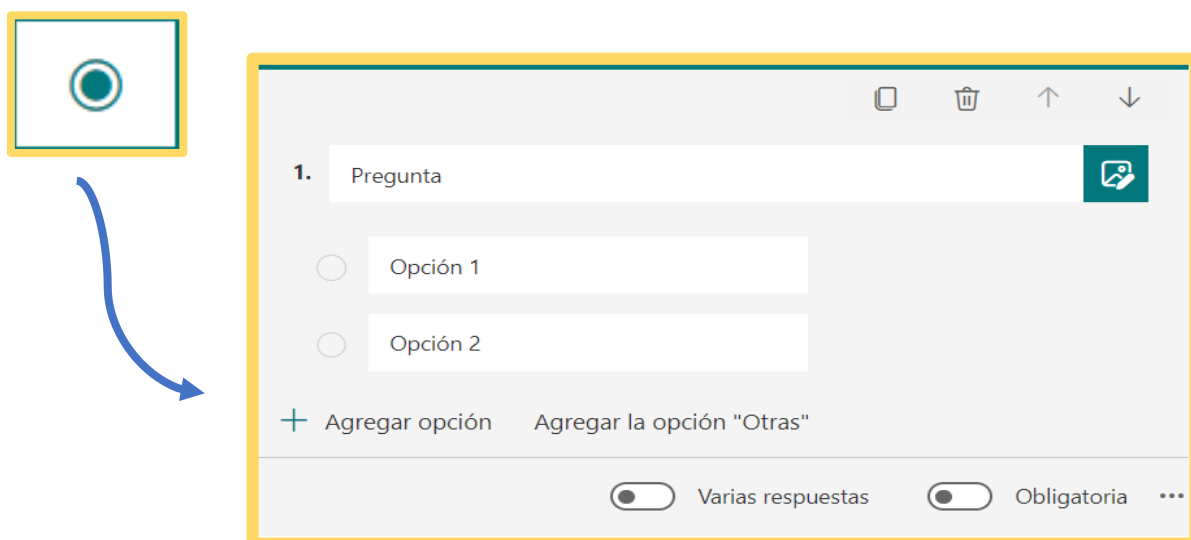 1. Pregunta
Opción 1
Opción 2
Agregar opción Agregar la opción "Otras"
Varias respuestas Obligatoria